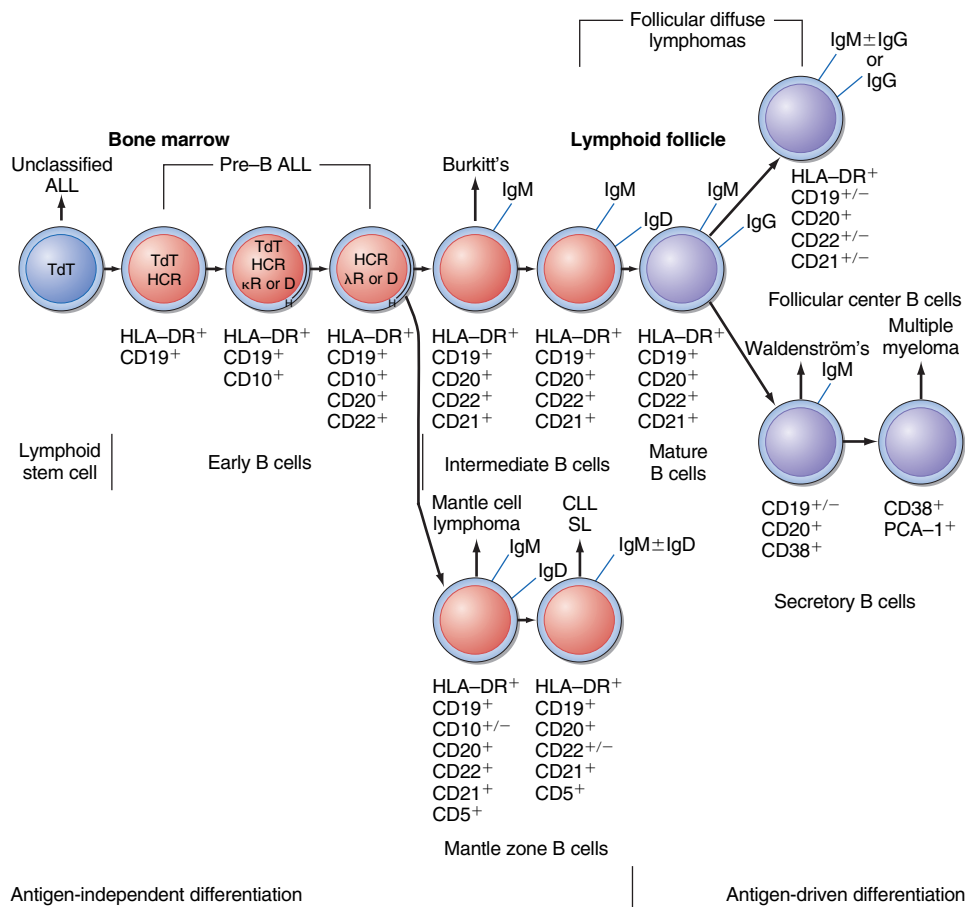 Follicular diffuse
lymphomas
IgM±IgG
or
IgG
Bone marrow
Lymphoid follicle
Unclassified
ALL
Pre–B ALL
Burkitt's
IgM
IgM
IgD
IgM
IgG
HLA–DR⁺
CD19⁺/⁻
CD20⁺
CD22⁺/⁻
CD21⁺/⁻
Follicular center B cells
TdT
TdT
HCR
TdT
HCR
κR or D
H
HCR
λR or D
H
HLA–DR⁺
CD19⁺
HLA–DR⁺
CD19⁺
CD10⁺
HLA–DR⁺
CD19⁺
CD10⁺
CD20⁺
CD22⁺
HLA–DR⁺
CD19⁺
CD20⁺
CD22⁺
CD21⁺
HLA–DR⁺
CD19⁺
CD20⁺
CD22⁺
CD21⁺
HLA–DR⁺
CD19⁺
CD20⁺
CD22⁺
CD21⁺
Lymphoid
stem cell
Early B cells
Intermediate B cells
Mature
B cells
Waldenström's
IgM
Multiple
myeloma
CD19⁺/⁻
CD20⁺
CD38⁺
CD38⁺
PCA–1⁺
Secretory B cells
Mantle cell
lymphoma
IgM
IgD
CLL
SL
IgM±IgD
HLA–DR⁺
CD19⁺
CD10⁺/⁻
CD20⁺
CD22⁺
CD21⁺
CD5⁺
HLA–DR⁺
CD19⁺
CD20⁺
CD22⁺/⁻
CD21⁺
CD5⁺
Mantle zone B cells
Antigen-independent differentiation
Antigen-driven differentiation